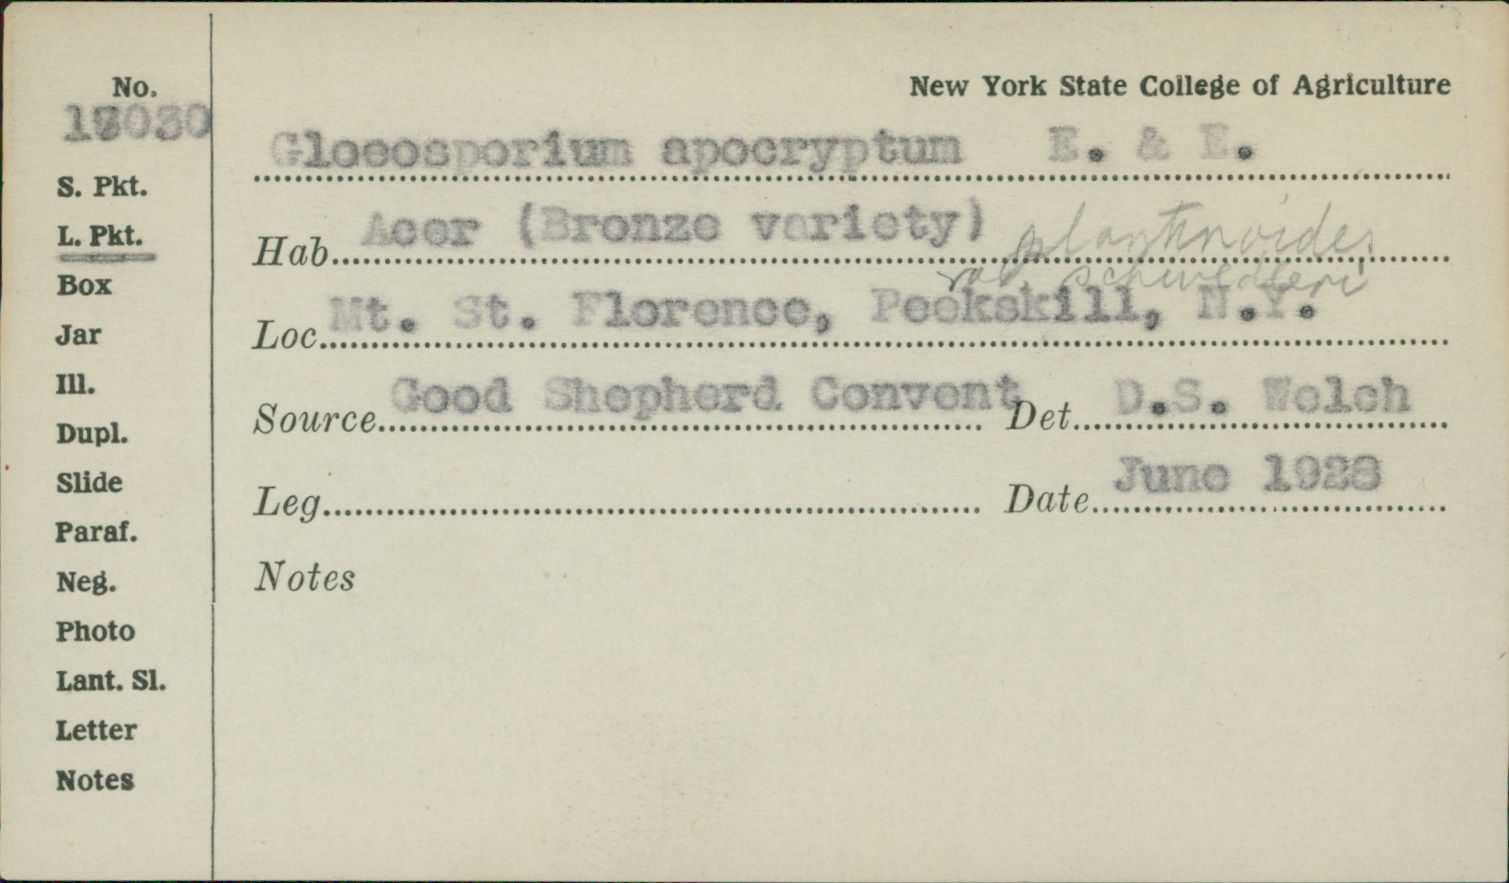 No.
New York State College of Agriculture
Gloeosporium apocryptum E. & E.
S. Pkt.
L. Pkt.
Hab. Acer (Bronze variety) plantinoides
var schwedleri
Box
Loc. Mt. St. Florence, Peekskill, N.Y.
Jar
Ill.
Source Good Shepherd Convent Det. D.S. Welch
Dupl.
Slide
Leg. Date June 1928
Paraf.
Neg.
Notes
Photo
Lant. Sl.
Letter
Notes